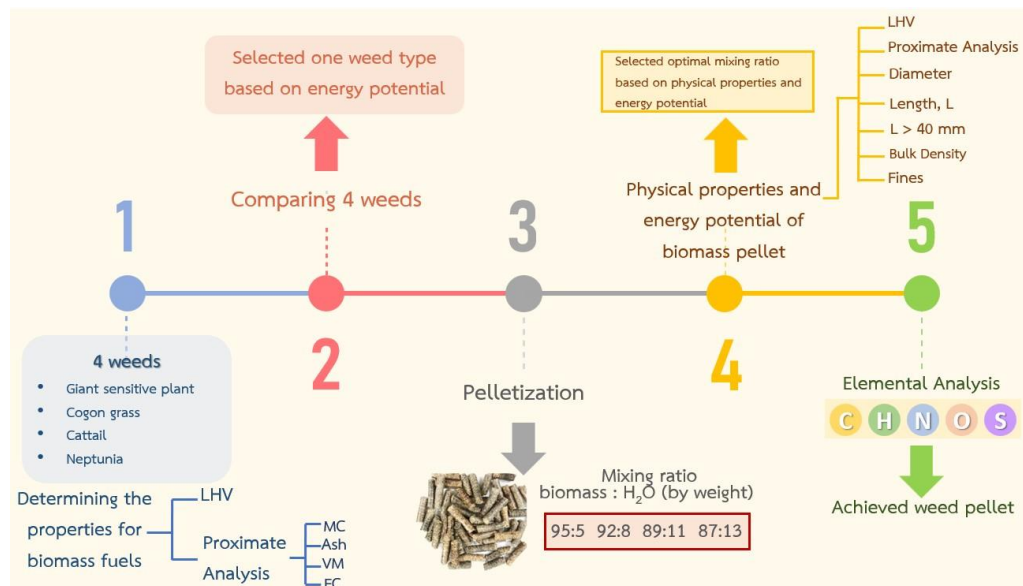 1
4 weeds
• Giant sensitive plant
• Cogon grass
• Cattail
• Neptunia
Determining the
properties for
biomass fuels
LHV
Proximate
Analysis
MC
Ash
VM
FC
Selected one weed type
based on energy potential
Comparing 4 weeds
2
3
Pelletization
Mixing ratio
biomass : H₂O (by weight)
95:5 92:8 89:11 87:13
Selected optimal mixing ratio
based on physical properties and
energy potential
Physical properties and
energy potential of
biomass pellet
4
LHV
Proximate Analysis
Diameter
Length, L
L > 40 mm
Bulk Density
Fines
5
Elemental Analysis
C H N O S
Achieved weed pellet